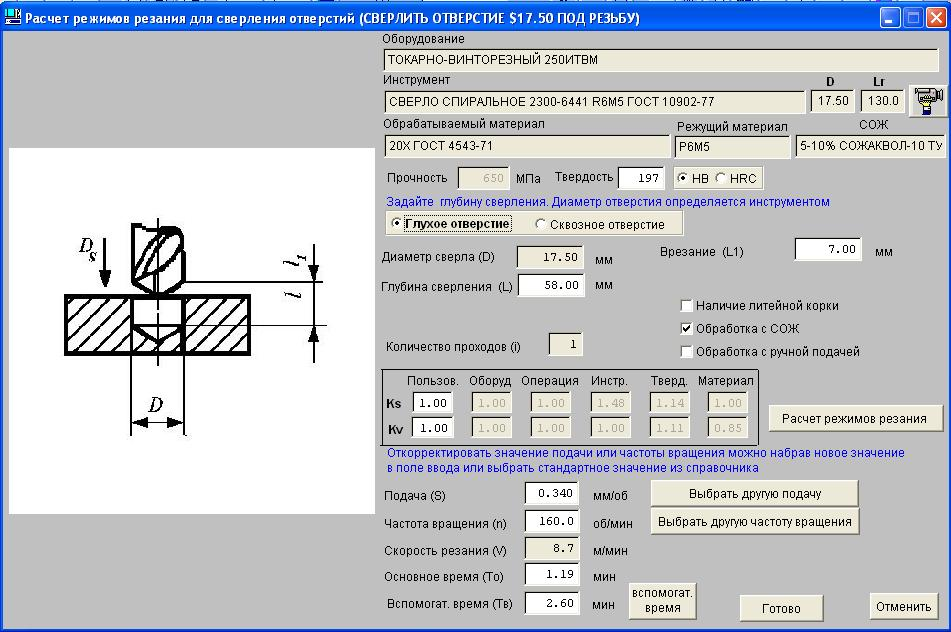 Расчет режимов резания для сверления отверстий (СВЕРЛИТЬ ОТВЕРСТИЕ $17.50 ПОД РЕЗЬБУ)
Оборудование
ТОКАРНО-ВИНТОРЕЗНЫЙ 250ИТВМ
Инструмент D Lr
СВЕРЛО СПИРАЛЬНОЕ 2300-6441 R6M5 ГОСТ 10902-77 17.50 130.0
Обрабатываемый материал Режущий материал СОЖ
20Х ГОСТ 4543-71 Р6М5 5-10% СОЖАКВОЛ-10 ТУ
Прочность 650 МПа Твердость 197 HB HRC
Задайте глубину сверления. Диаметр отверстия определяется инструментом
Глухое отверстие Сквозное отверстие
Диаметр сверла (D) 17.50 мм Врезание (L1) 7.00 мм
Глубина сверления (L) 58.00 мм
Наличие литейной корки
Обработка с СОЖ
Количество проходов (i) 1 Обработка с ручной подачей
Пользов. Оборуд Операция Инстр. Тверд. Материал
Ks 1.00 1.00 1.00 1.48 1.14 1.00
Kv 1.00 1.00 1.00 1.00 1.11 0.85
Расчет режимов резания
Откорректировать значение подачи или частоты вращения можно набрав новое значение
в поле ввода или выбрать стандартное значение из справочника
Подача (S) 0.340 мм/об Выбрать другую подачу
Частота вращения (n) 160.0 об/мин Выбрать другую частоту вращения
Скорость резания (V) 8.7 м/мин
Основное время (То) 1.19 мин
Вспомогат. время (Тв) 2.60 мин
вспомогат.
время
Готово Отменить
D
S
l
l1
D